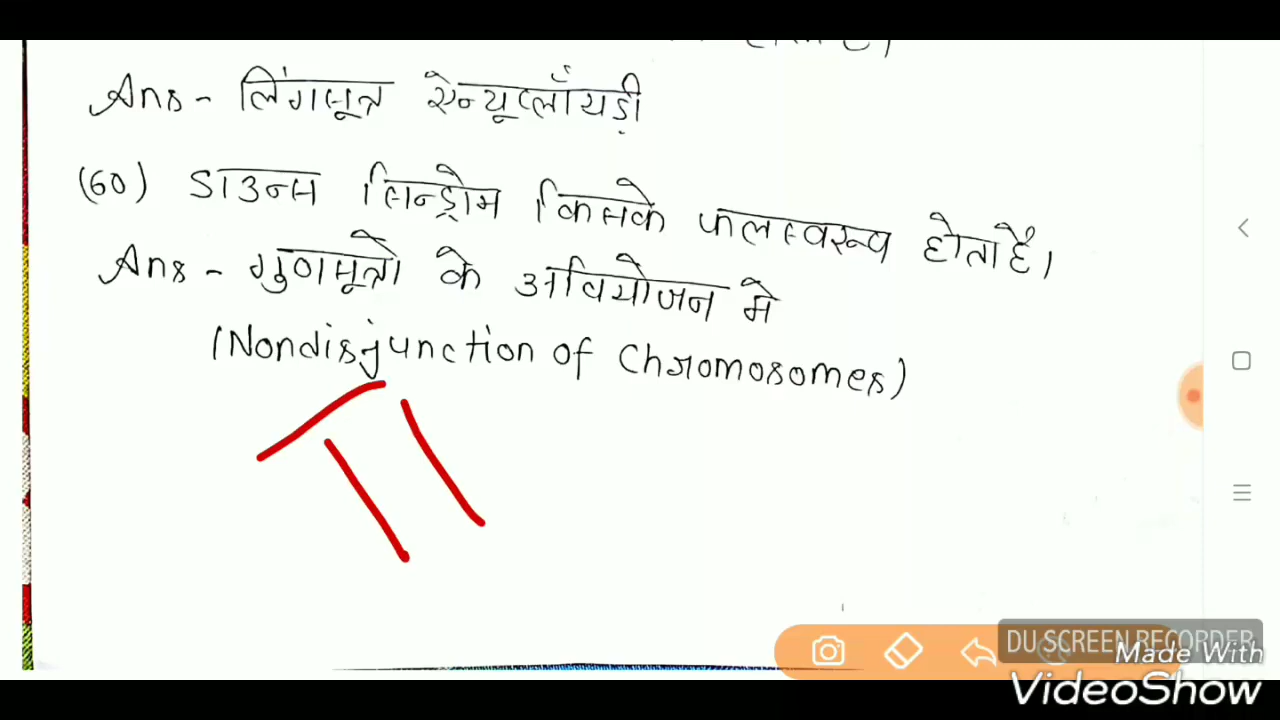 Ans - लिंगसूत्र ऐन्यूप्लॉयडी
(60) डाउन्स सिन्ड्रोम किसके फलस्वरूप होता है।
Ans - गुणसूत्रो के अवियोजन मे
(Nondisjunction of Chromosomes)
DU SCREEN RECORDER
Made With
VideoShow